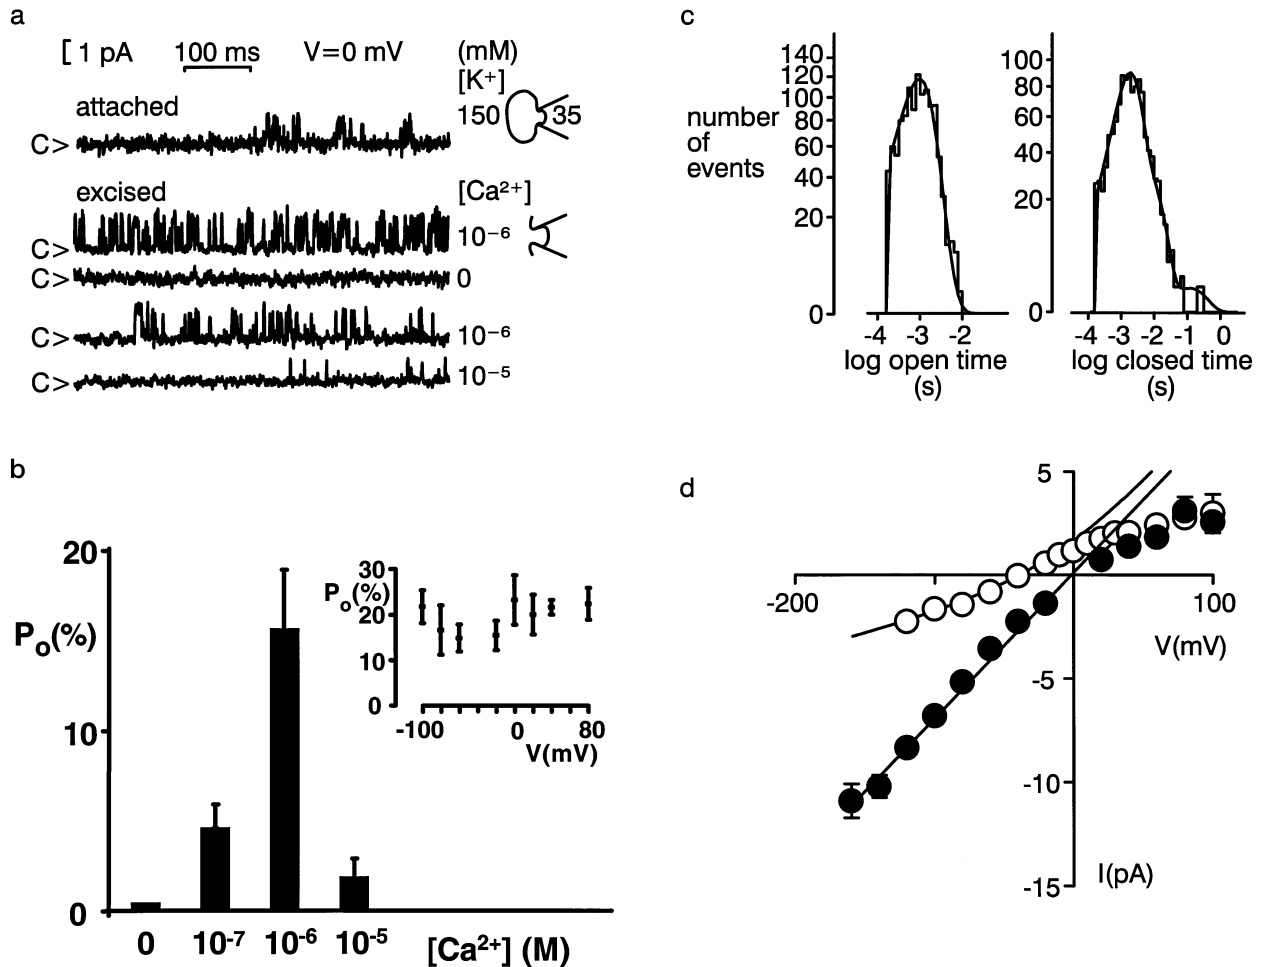 a
[ 1 pA 100 ms V=0 mV (mM)
[K⁺]
attached 150 35
C>
excised [Ca²⁺]
C> 10⁻⁶
C> 0
C> 10⁻⁶
C> 10⁻⁵
b
20
10
0
Pₒ(%)
0 10⁻⁷ 10⁻⁶ 10⁻⁵ [Ca²⁺] (M)
30
Pₒ(%)
20
10
0
-100 0 80
V(mV)
c
number
of
events
140
120
100
80
60
40
20
0
-4 -3 -2
log open time
(s)
100
80
60
40
20
0
-4 -3 -2 -1 0
log closed time
(s)
d
5
-200 100
V(mV)
-5
-10
-15 I(pA)